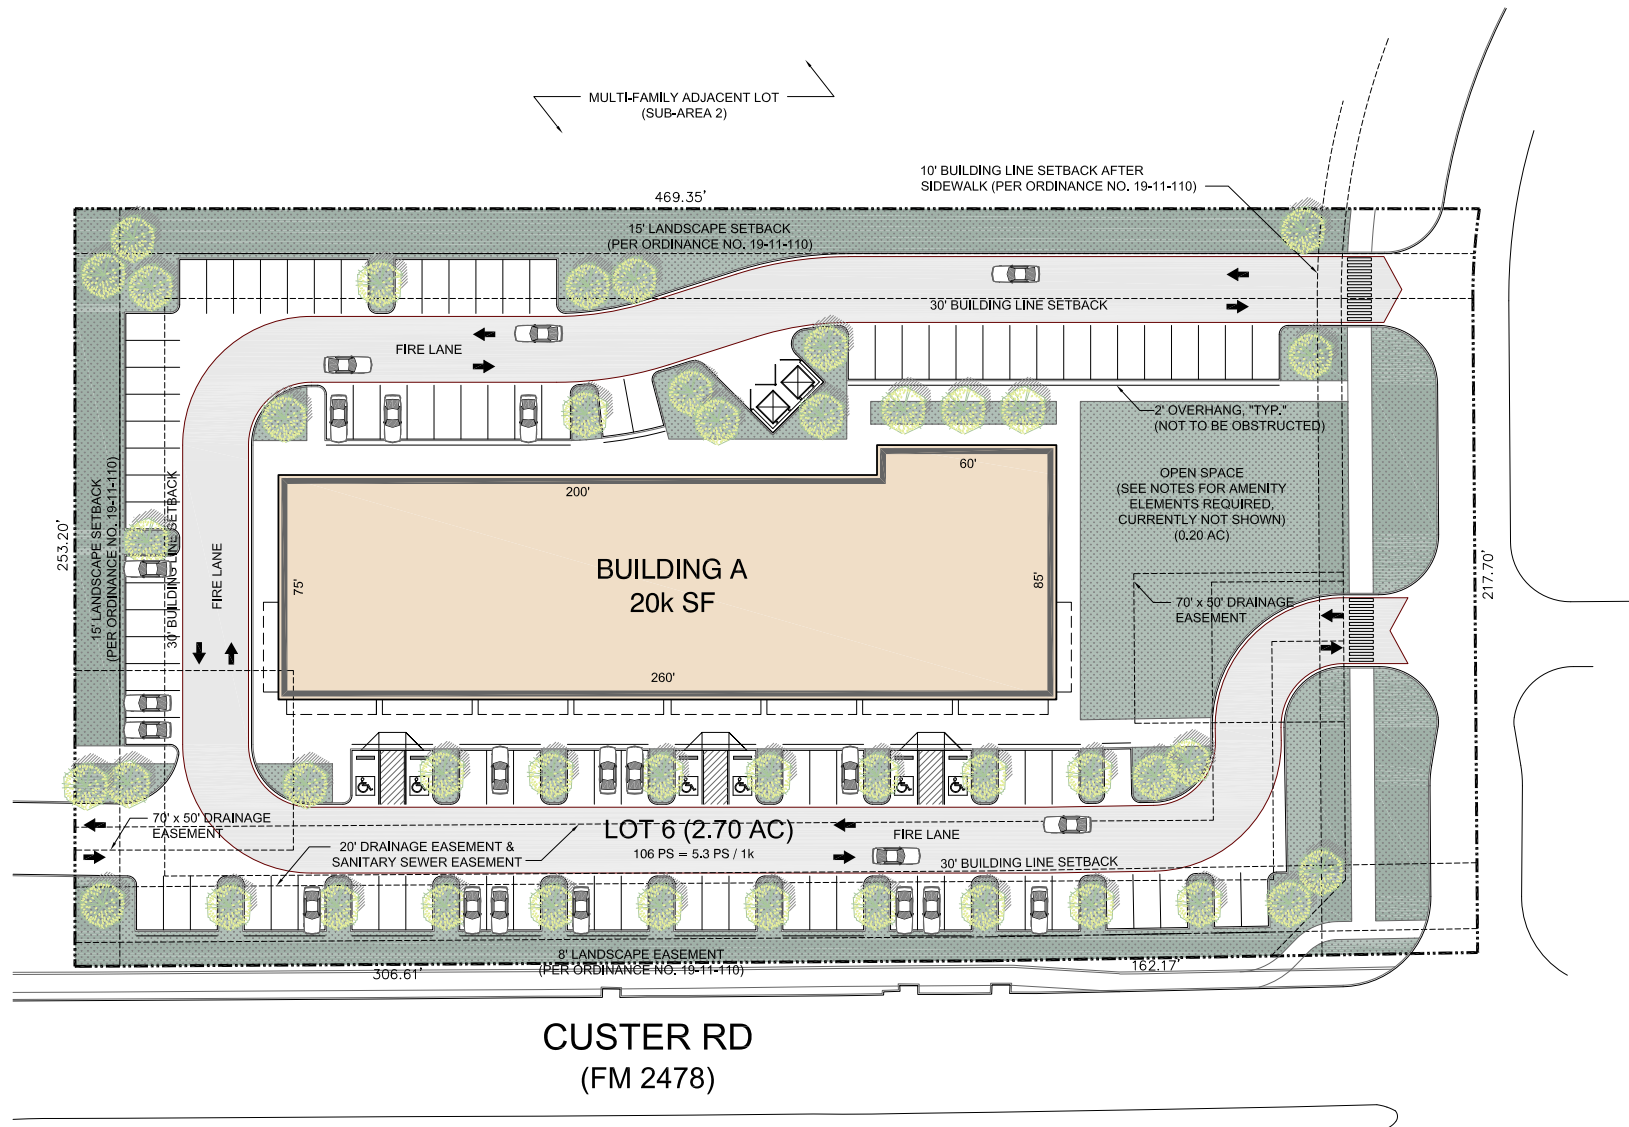 MULTI-FAMILY ADJACENT LOT
(SUB-AREA 2)
10' BUILDING LINE SETBACK AFTER
SIDEWALK (PER ORDINANCE NO. 19-11-110)
469.35'
15' LANDSCAPE SETBACK
(PER ORDINANCE NO. 19-11-110)
30' BUILDING LINE SETBACK
FIRE LANE
2' OVERHANG, "TYP."
(NOT TO BE OBSTRUCTED)
60'
200'
OPEN SPACE
(SEE NOTES FOR AMENITY
ELEMENTS REQUIRED,
CURRENTLY NOT SHOWN)
(0.20 AC)
253.20'
15' LANDSCAPE SETBACK
(PER ORDINANCE NO. 19-11-110)
30' BUILDING LINE SETBACK
FIRE LANE
75'
BUILDING A
20k SF
85'
217.70'
70' x 50' DRAINAGE
EASEMENT
260'
70' x 50' DRAINAGE
EASEMENT
20' DRAINAGE EASEMENT &
SANITARY SEWER EASEMENT
LOT 6 (2.70 AC)
106 PS = 5.3 PS / 1k
FIRE LANE
30' BUILDING LINE SETBACK
8' LANDSCAPE EASEMENT
(PER ORDINANCE NO. 19-11-110)
306.61'
162.17'
CUSTER RD
(FM 2478)